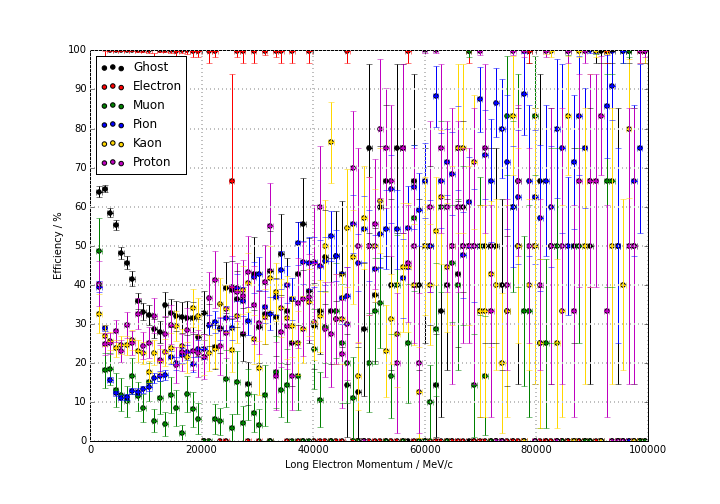 100
90
80
70
60
50
40
30
20
10
0
Efficiency / %
Ghost
Electron
Muon
Pion
Kaon
Proton
0 20000 40000 60000 80000 100000
Long Electron Momentum / MeV/c